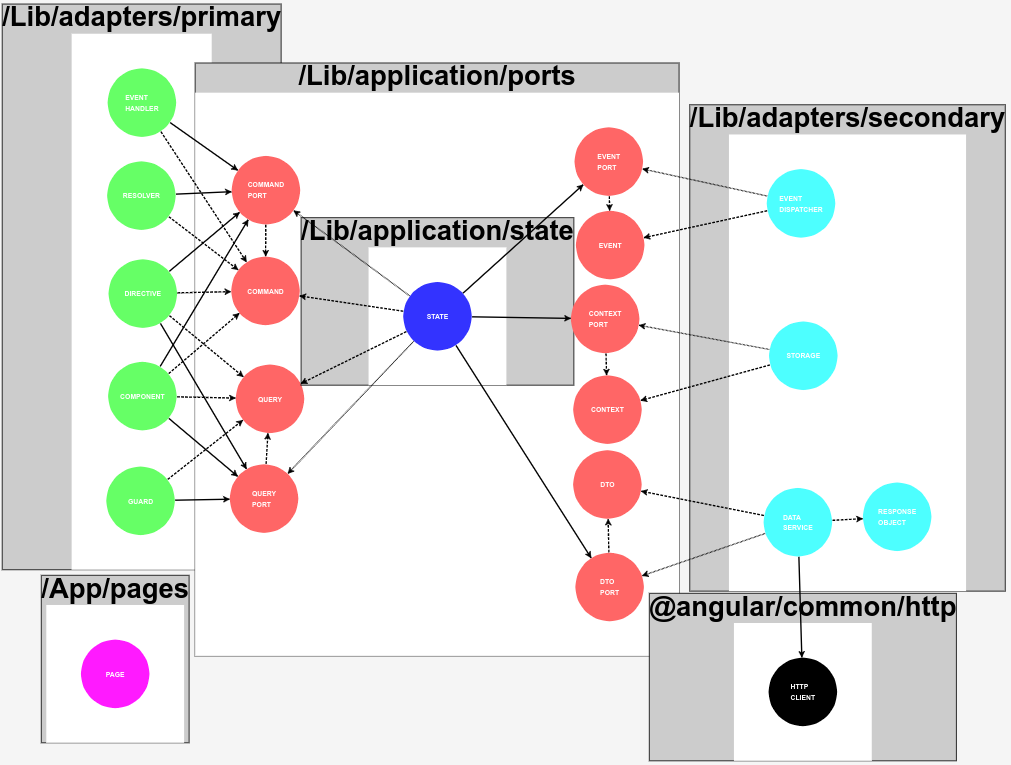 /Lib/adapters/primary
EVENT
HANDLER
RESOLVER
DIRECTIVE
COMPONENT
GUARD
/Lib/application/ports
COMMAND
PORT
COMMAND
QUERY
QUERY
PORT
/Lib/application/state
STATE
EVENT
PORT
EVENT
CONTEXT
PORT
CONTEXT
DTO
DTO
PORT
/Lib/adapters/secondary
EVENT
DISPATCHER
STORAGE
DATA
SERVICE
RESPONSE
OBJECT
/App/pages
PAGE
@angular/common/http
HTTP
CLIENT